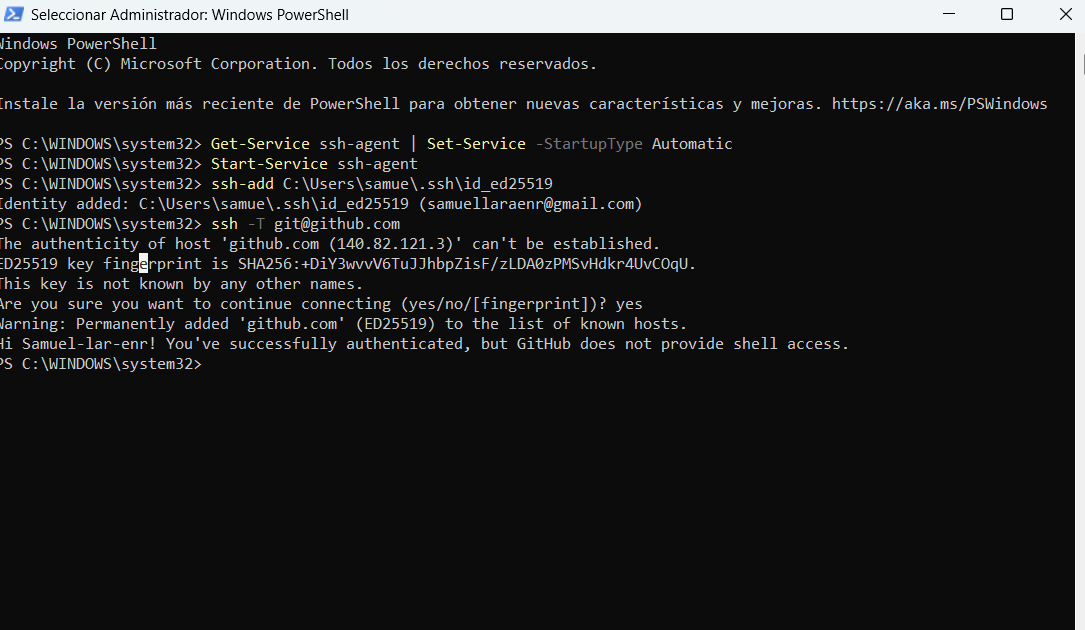 Seleccionar Administrador: Windows PowerShell
Windows PowerShell
Copyright (C) Microsoft Corporation. Todos los derechos reservados.
Instale la versión más reciente de PowerShell para obtener nuevas características y mejoras. https://aka.ms/PSWindows
PS C:\WINDOWS\system32> Get-Service ssh-agent | Set-Service -StartupType Automatic
PS C:\WINDOWS\system32> Start-Service ssh-agent
PS C:\WINDOWS\system32> ssh-add C:\Users\samue\.ssh\id_ed25519
Identity added: C:\Users\samue\.ssh\id_ed25519 (samuellaraenr@gmail.com)
PS C:\WINDOWS\system32> ssh -T git@github.com
The authenticity of host 'github.com (140.82.121.3)' can't be established.
ED25519 key fingerprint is SHA256:+DiY3wvvV6TuJJhbpZisF/zLDA0zPMSvHdkr4UvCOqU.
This key is not known by any other names.
Are you sure you want to continue connecting (yes/no/[fingerprint])? yes
Warning: Permanently added 'github.com' (ED25519) to the list of known hosts.
Hi Samuel-lar-enr! You've successfully authenticated, but GitHub does not provide shell access.
PS C:\WINDOWS\system32>